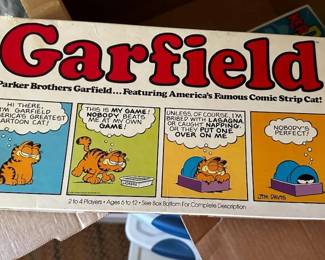 Garfield
Parker Brothers Garfield...Featuring America's Famous Comic Strip Cat!
HI THERE...
I'M GARFIELD
AMERICA'S GREATEST
CARTOON CAT!
THIS IS MY GAME!
NOBODY BEATS
ME AT MY OWN
GAME!
UNLESS, OF COURSE, I'M
BRIBED WITH LASAGNA
OR CAUGHT NAPPING,
OR THEY PUT ONE
OVER ON ME
NOBODY'S
PERFECT!
JIM DAVIS
2 to 4 Players • Ages 6 to 12 • See Box Bottom For Complete Description